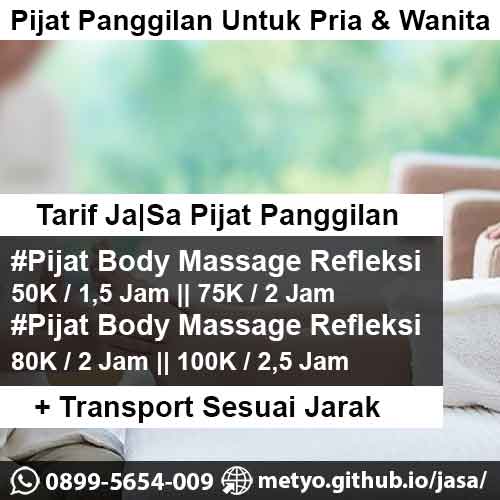 Pijat Panggilan Untuk Pria & Wanita
Tarif Ja|Sa Pijat Panggilan
#Pijat Body Massage Refleksi
50K / 1,5 Jam || 75K / 2 Jam
#Pijat Body Massage Refleksi
80K / 2 Jam || 100K / 2,5 Jam
+ Transport Sesuai Jarak
0899-5654-009 metyo.github.io/jasa/